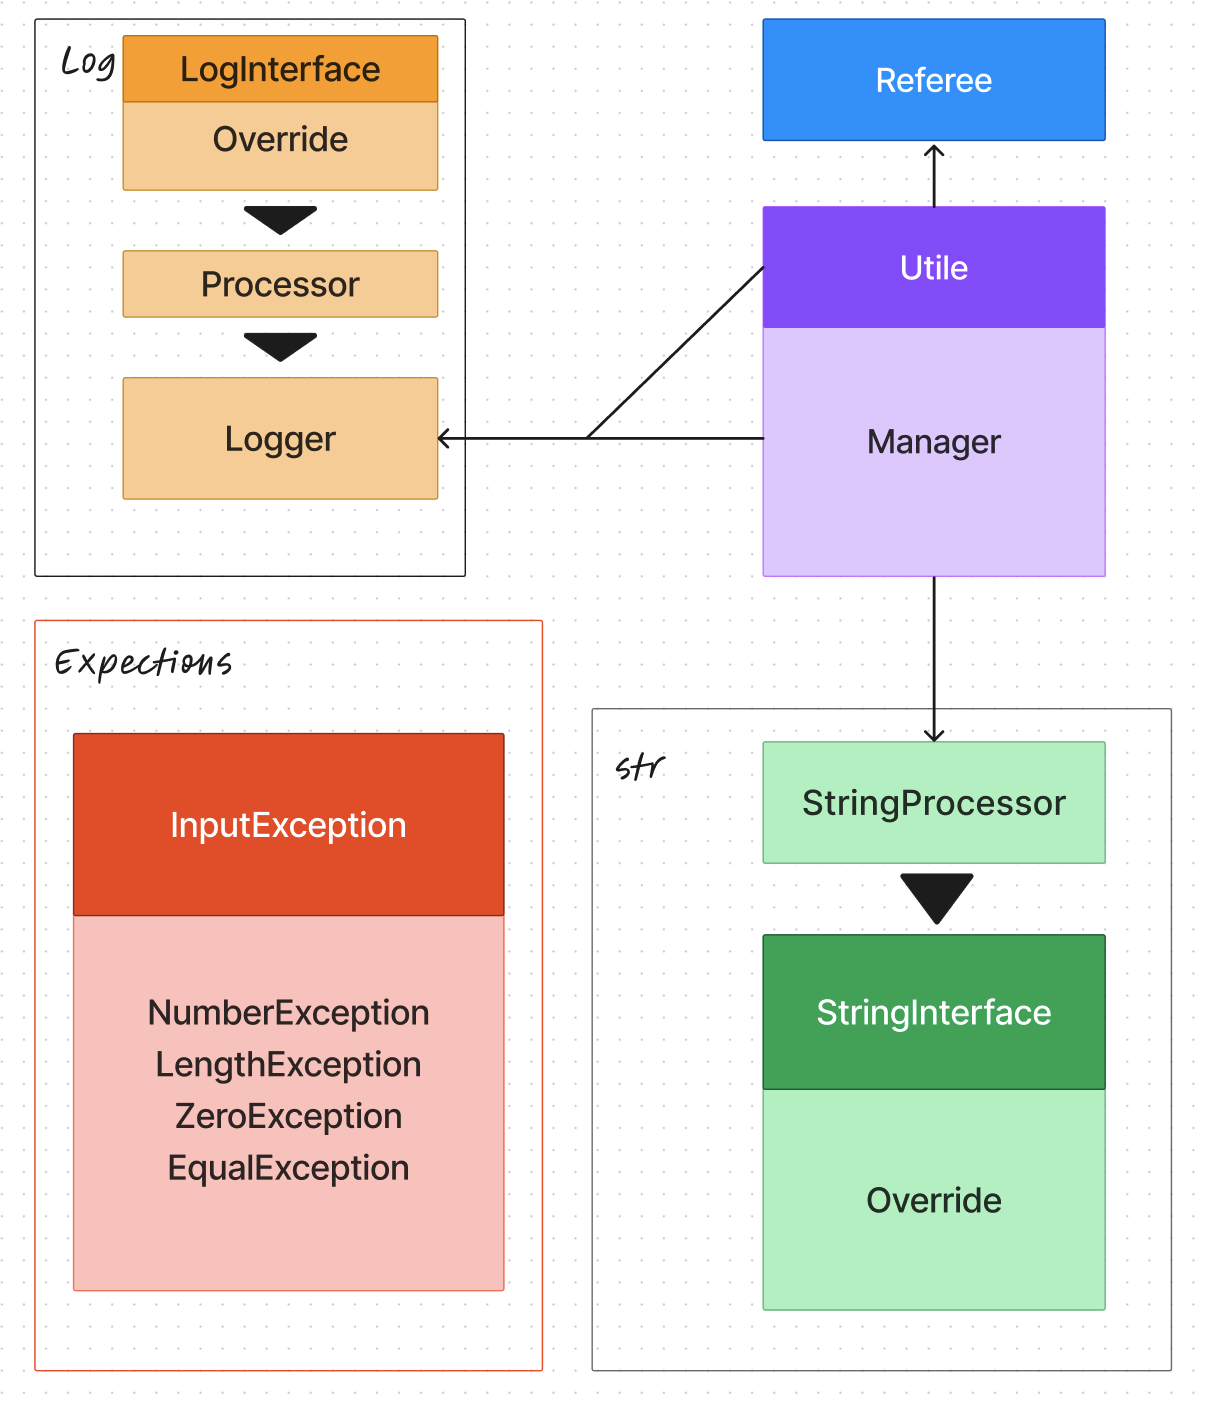 Log
LogInterface
Override
Processor
Logger
Referee
Utile
Manager
Expections
InputException
NumberException
LengthException
ZeroException
EqualException
str
StringProcessor
StringInterface
Override